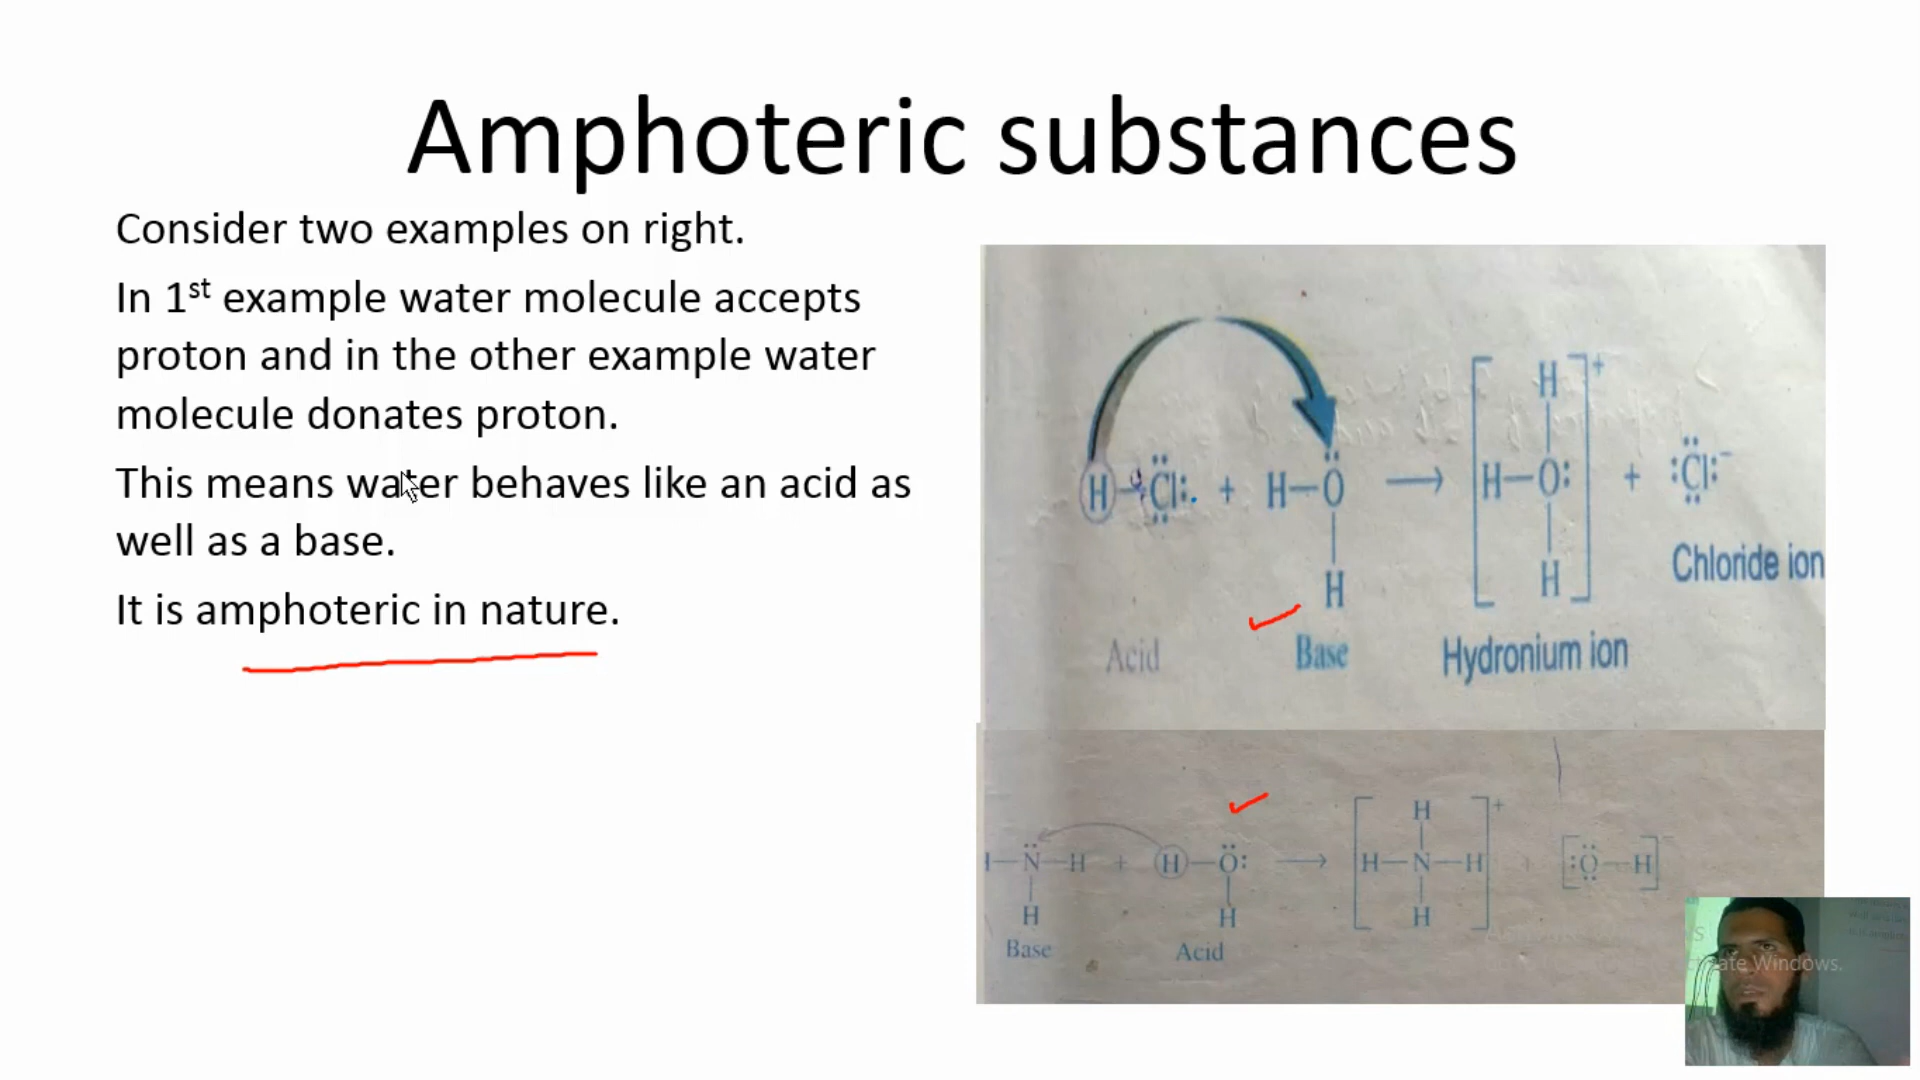 Amphoteric substances
Consider two examples on right.
In 1st example water molecule accepts
proton and in the other example water
molecule donates proton.
This means water behaves like an acid as
well as a base.
It is amphoteric in nature.
H +
H–Cl: + H–O → H–O: + :Cl:–
H H
Chloride ion
Acid Base Hydronium ion
H +
H–N–H + H–O: → H–N–H + :O–H –
H H H
Base Acid
ate Windows.